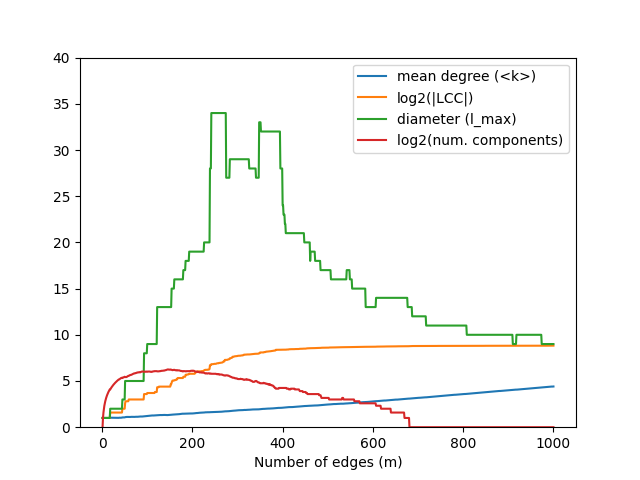 40
35
30
25
20
15
10
5
0
mean degree (<k>)
log2(|LCC|)
diameter (l_max)
log2(num. components)
0 200 400 600 800 1000
Number of edges (m)